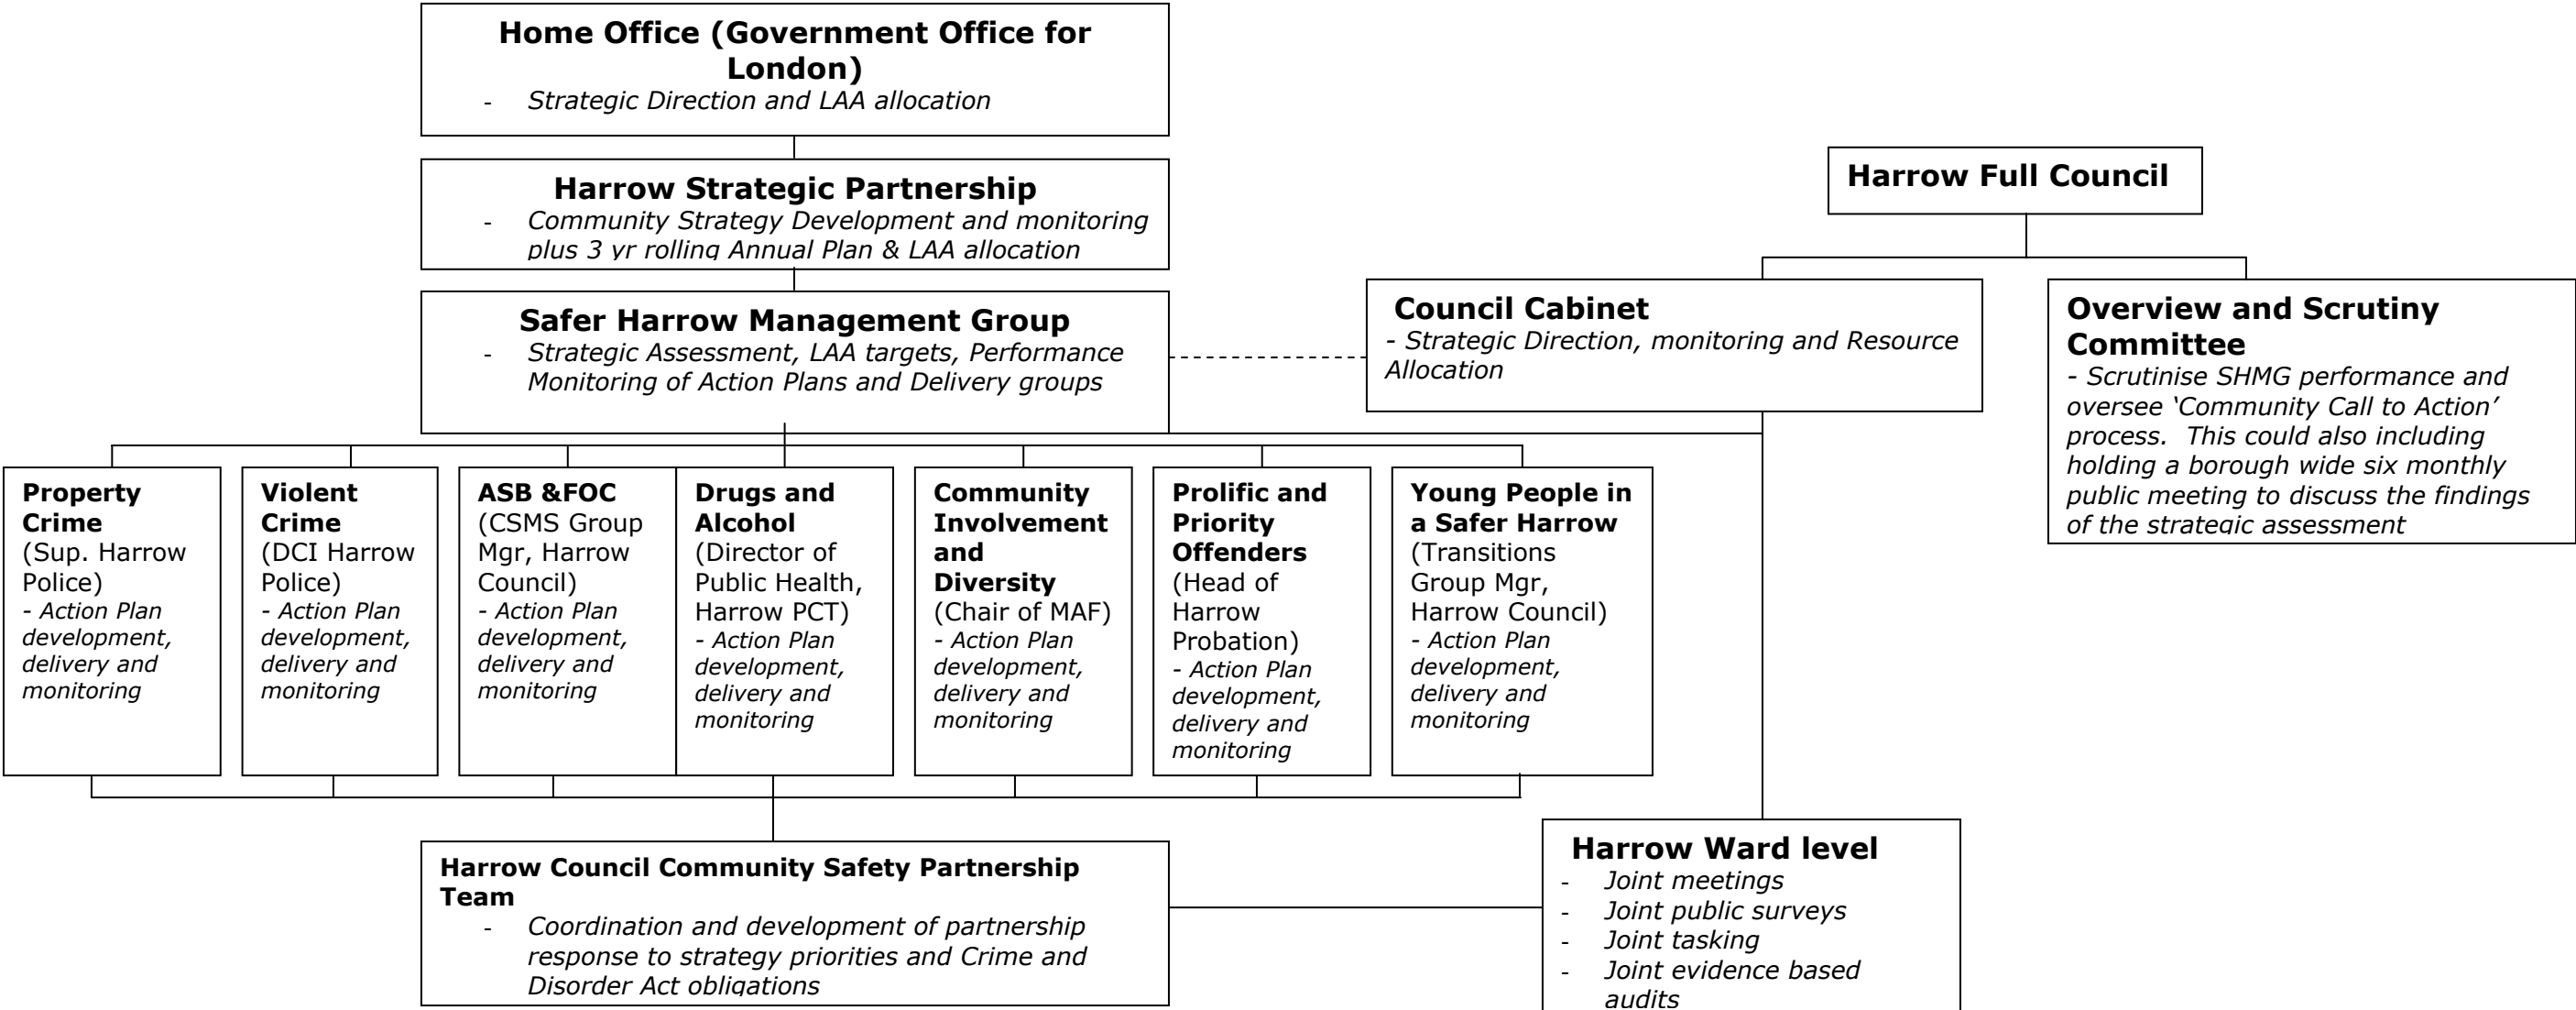 Home Office (Government Office for
London)
- Strategic Direction and LAA allocation
Harrow Strategic Partnership
- Community Strategy Development and monitoring
plus 3 yr rolling Annual Plan & LAA allocation
Harrow Full Council
Safer Harrow Management Group
- Strategic Assessment, LAA targets, Performance
Monitoring of Action Plans and Delivery groups
Council Cabinet
- Strategic Direction, monitoring and Resource
Allocation
Overview and Scrutiny
Committee
- Scrutinise SHMG performance and
oversee ‘Community Call to Action’
process.  This could also including
holding a borough wide six monthly
public meeting to discuss the findings
of the strategic assessment
Property
Crime
(Sup. Harrow
Police)
- Action Plan
development,
delivery and
monitoring
Violent
Crime
(DCI Harrow
Police)
- Action Plan
development,
delivery and
monitoring
ASB &FOC
(CSMS Group
Mgr, Harrow
Council)
- Action Plan
development,
delivery and
monitoring
Drugs and
Alcohol
(Director of
Public Health,
Harrow PCT)
- Action Plan
development,
delivery and
monitoring
Community
Involvement
and
Diversity
(Chair of MAF)
- Action Plan
development,
delivery and
monitoring
Prolific and
Priority
Offenders
(Head of
Harrow
Probation)
- Action Plan
development,
delivery and
monitoring
Young People in
a Safer Harrow
(Transitions
Group Mgr,
Harrow Council)
- Action Plan
development,
delivery and
monitoring
Harrow Council Community Safety Partnership
Team
- Coordination and development of partnership
response to strategy priorities and Crime and
Disorder Act obligations
Harrow Ward level
- Joint meetings
- Joint public surveys
- Joint tasking
- Joint evidence based
audits